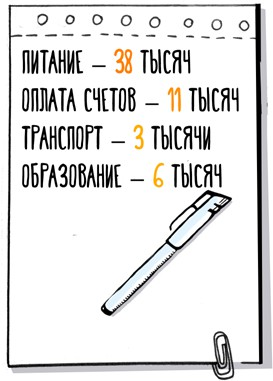 ПИТАНИЕ – 38 ТЫСЯЧ
ОПЛАТА СЧЕТОВ – 11 ТЫСЯЧ
ТРАНСПОРТ – 3 ТЫСЯЧИ
ОБРАЗОВАНИЕ – 6 ТЫСЯЧ